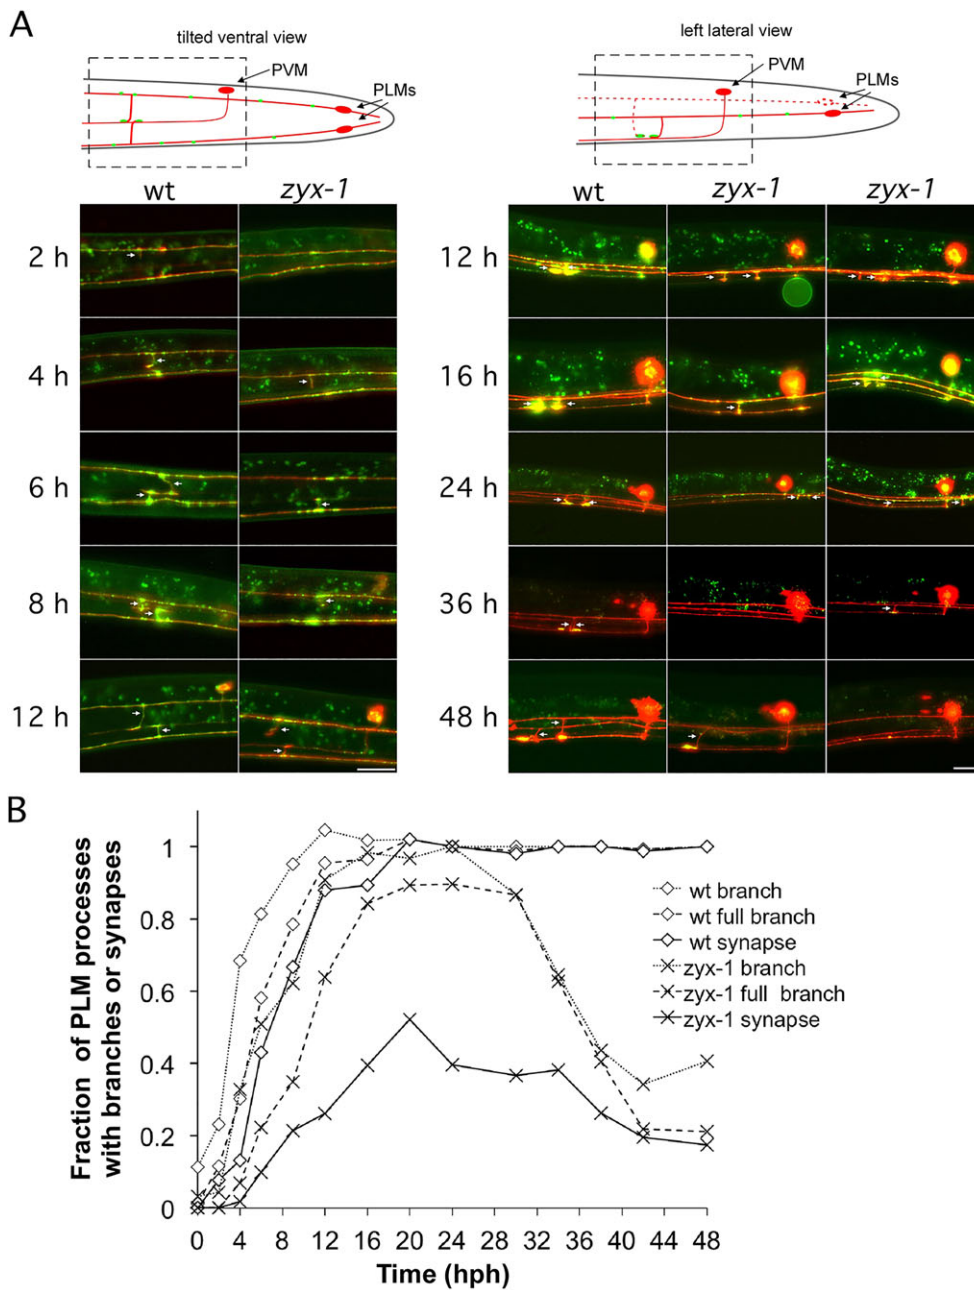 A
tilted ventral view
PVM
PLMs
left lateral view
PVM
PLMs
wt
zyx-1
wt
zyx-1
zyx-1
2 h
4 h
6 h
8 h
12 h
12 h
16 h
24 h
36 h
48 h
B
Fraction of PLM processes
with branches or synapses
1
0.8
0.6
0.4
0.2
0
0 4 8 12 16 20 24 28 32 36 40 44 48
Time (hph)
wt branch
wt full branch
wt synapse
zyx-1 branch
zyx-1 full branch
zyx-1 synapse